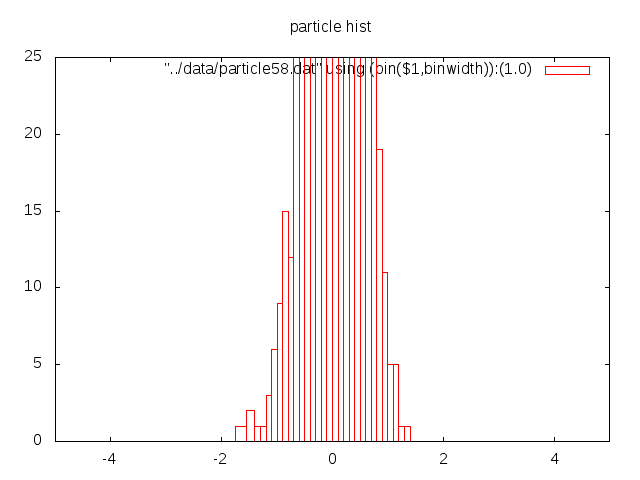 particle hist
25
"../data/particle58.dat" using (bin($1,binwidth)):(1.0)
20
15
10
5
0
-4 -2 0 2 4